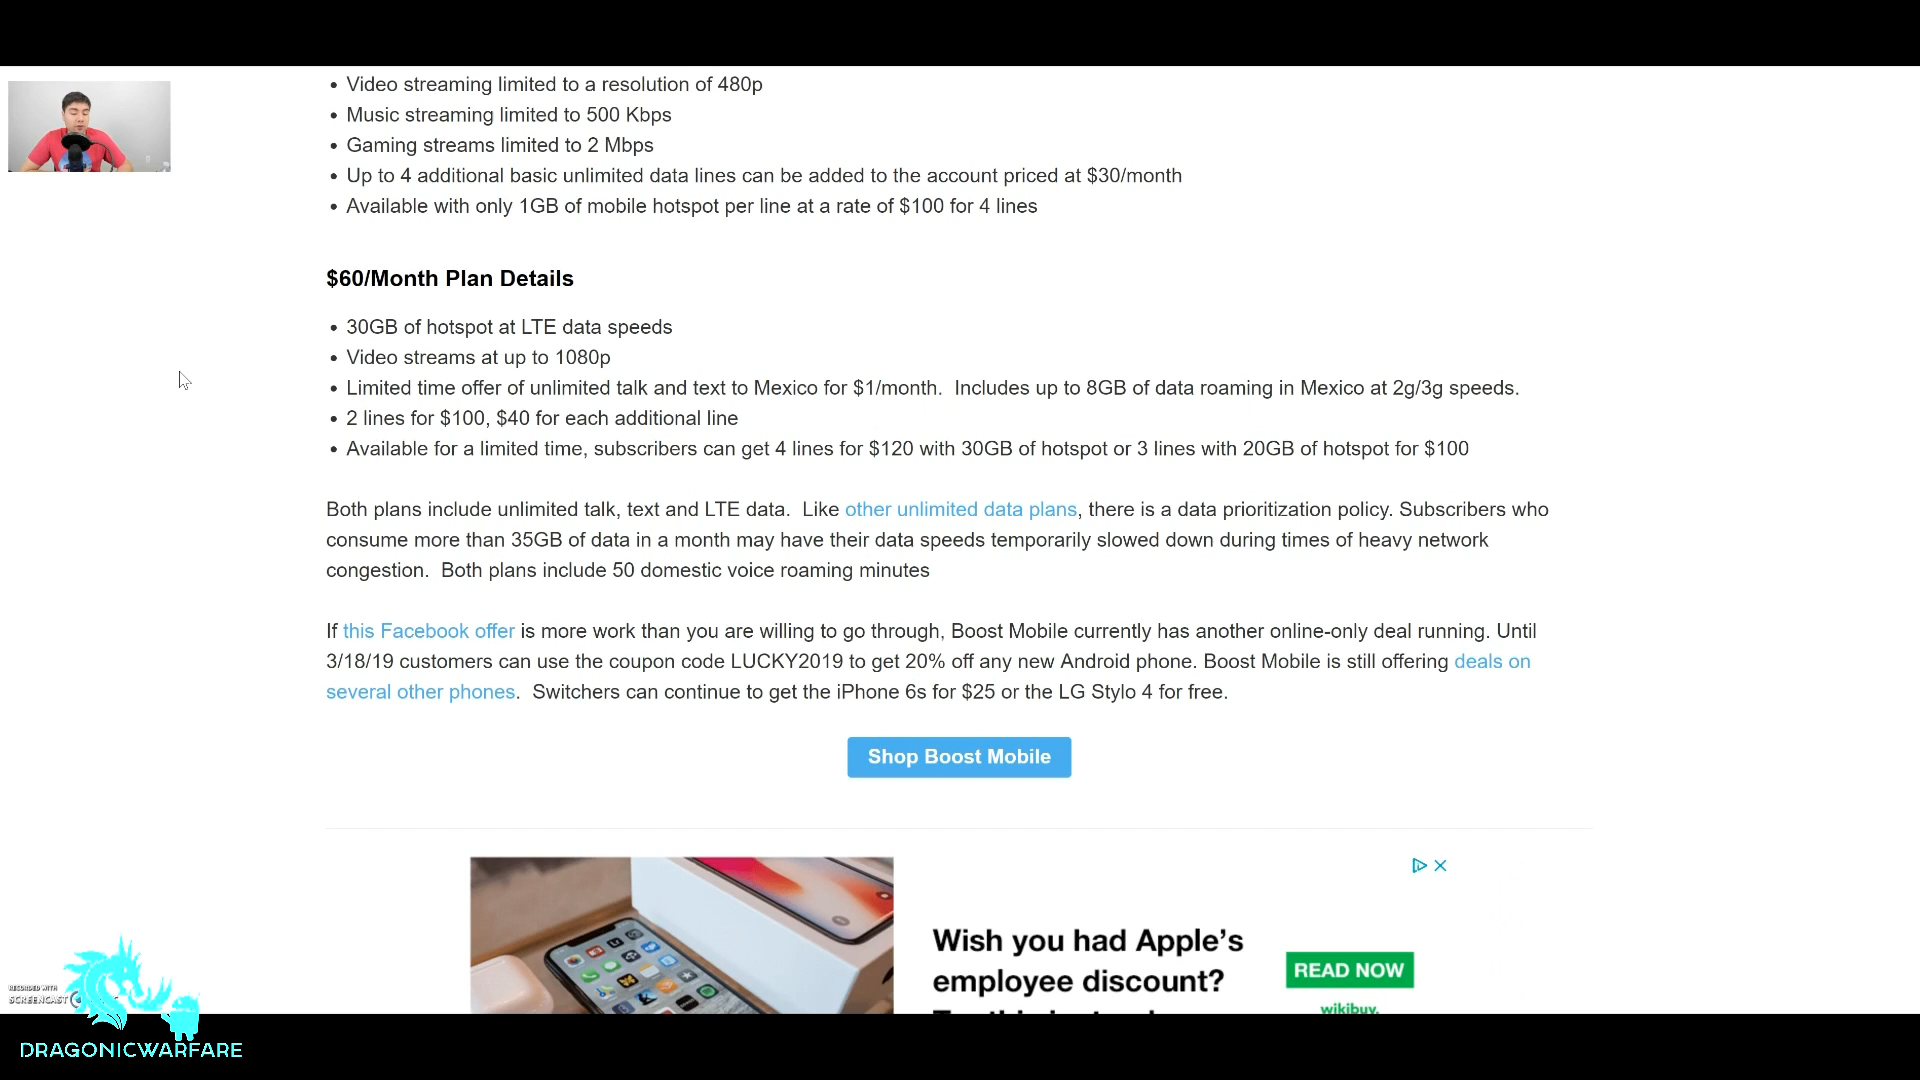 Video streaming limited to a resolution of 480p
Music streaming limited to 500 Kbps
Gaming streams limited to 2 Mbps
Up to 4 additional basic unlimited data lines can be added to the account priced at $30/month
Available with only 1GB of mobile hotspot per line at a rate of $100 for 4 lines
$60/Month Plan Details
30GB of hotspot at LTE data speeds
Video streams at up to 1080p
Limited time offer of unlimited talk and text to Mexico for $1/month.  Includes up to 8GB of data roaming in Mexico at 2g/3g speeds.
2 lines for $100, $40 for each additional line
Available for a limited time, subscribers can get 4 lines for $120 with 30GB of hotspot or 3 lines with 20GB of hotspot for $100
Both plans include unlimited talk, text and LTE data.  Like other unlimited data plans, there is a data prioritization policy. Subscribers who
consume more than 35GB of data in a month may have their data speeds temporarily slowed down during times of heavy network
congestion.  Both plans include 50 domestic voice roaming minutes
If this Facebook offer is more work than you are willing to go through, Boost Mobile currently has another online-only deal running. Until
3/18/19 customers can use the coupon code LUCKY2019 to get 20% off any new Android phone. Boost Mobile is still offering deals on
several other phones.  Switchers can continue to get the iPhone 6s for $25 or the LG Stylo 4 for free.
Shop Boost Mobile
Wish you had Apple's
employee discount?
READ NOW
wikibuy.
RECORDED WITH
SCREENCAST
DRAGONICWARFARE